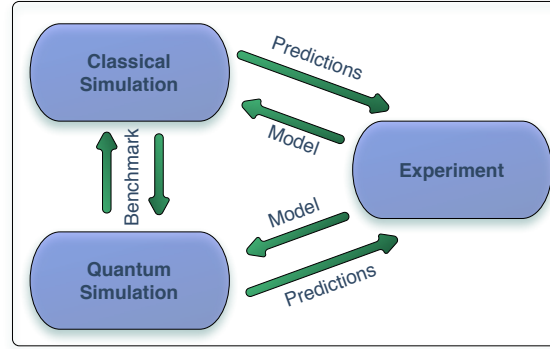 Classical
Simulation
Predictions
Model
Experiment
Benchmark
Model
Predictions
Quantum
Simulation